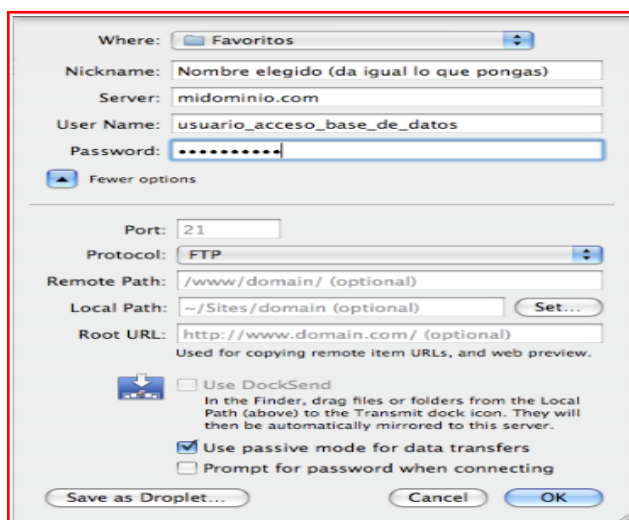 Where: Favoritos
Nickname: Nombre elegido (da igual lo que pongas)
Server: midominio.com
User Name: usuario_acceso_base_de_datos
Password: ••••••••••
Fewer options
Port: 21
Protocol: FTP
Remote Path: /www/domain/ (optional)
Local Path: ~/Sites/domain (optional) Set...
Root URL: http://www.domain.com/ (optional)
Used for copying remote item URLs, and web preview.
Use DockSend
In the Finder, drag files or folders from the Local
Path (above) to the Transmit dock icon. They will
then be automatically mirrored to this server.
Use passive mode for data transfers
Prompt for password when connecting
Save as Droplet... Cancel OK